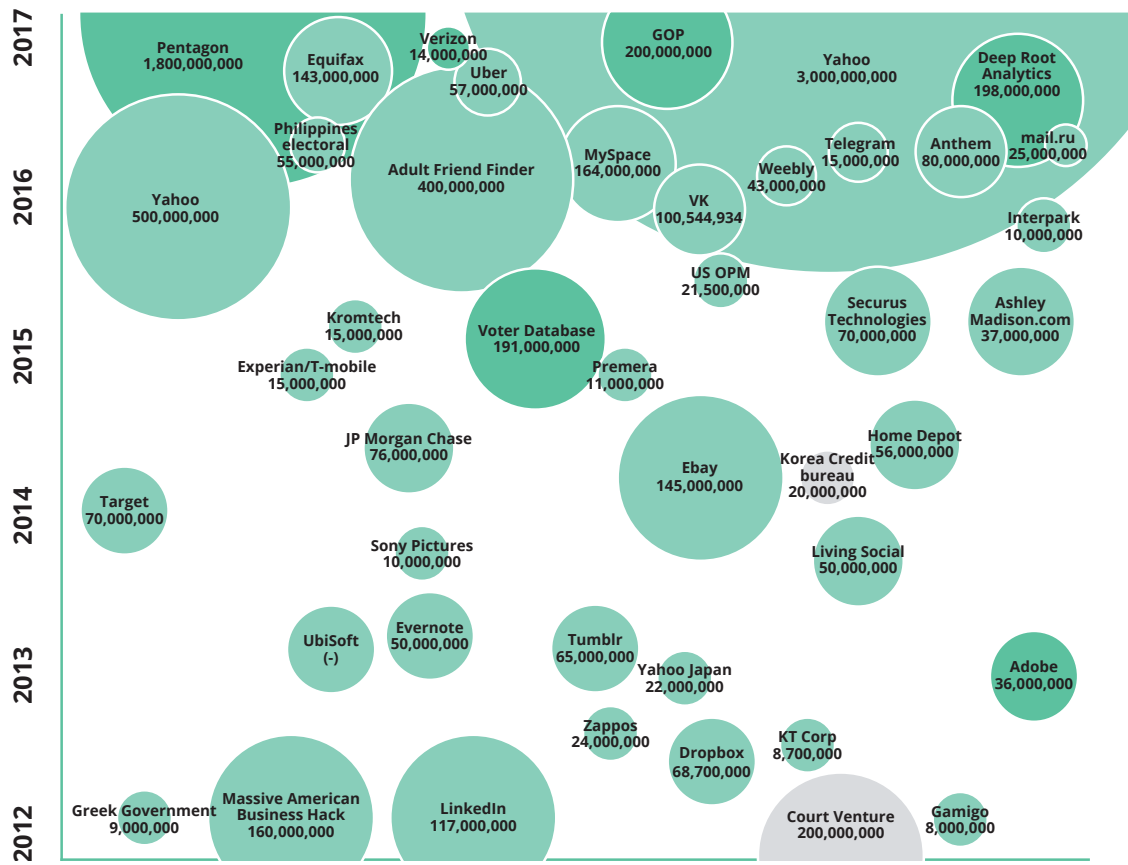 2017
Pentagon
1,800,000,000
Equifax
143,000,000
Verizon
14,000,000
Uber
57,000,000
GOP
200,000,000
Yahoo
3,000,000,000
Deep Root
Analytics
198,000,000
Philippines
electoral
55,000,000
Adult Friend Finder
400,000,000
MySpace
164,000,000
Weebly
43,000,000
Telegram
15,000,000
Anthem
80,000,000
mail.ru
25,000,000
2016
Yahoo
500,000,000
VK
100,544,934
Interpark
10,000,000
US OPM
21,500,000
2015
Kromtech
15,000,000
Voter Database
191,000,000
Securus
Technologies
70,000,000
Ashley
Madison.com
37,000,000
Experian/T-mobile
15,000,000
Premera
11,000,000
2014
JP Morgan Chase
76,000,000
Ebay
145,000,000
Korea Credit
bureau
20,000,000
Home Depot
56,000,000
Target
70,000,000
Sony Pictures
10,000,000
Living Social
50,000,000
2013
UbiSoft
(-)
Evernote
50,000,000
Tumblr
65,000,000
Yahoo Japan
22,000,000
Adobe
36,000,000
Zappos
24,000,000
Dropbox
68,700,000
KT Corp
8,700,000
2012
Greek Government
9,000,000
Massive American
Business Hack
160,000,000
LinkedIn
117,000,000
Court Venture
200,000,000
Gamigo
8,000,000